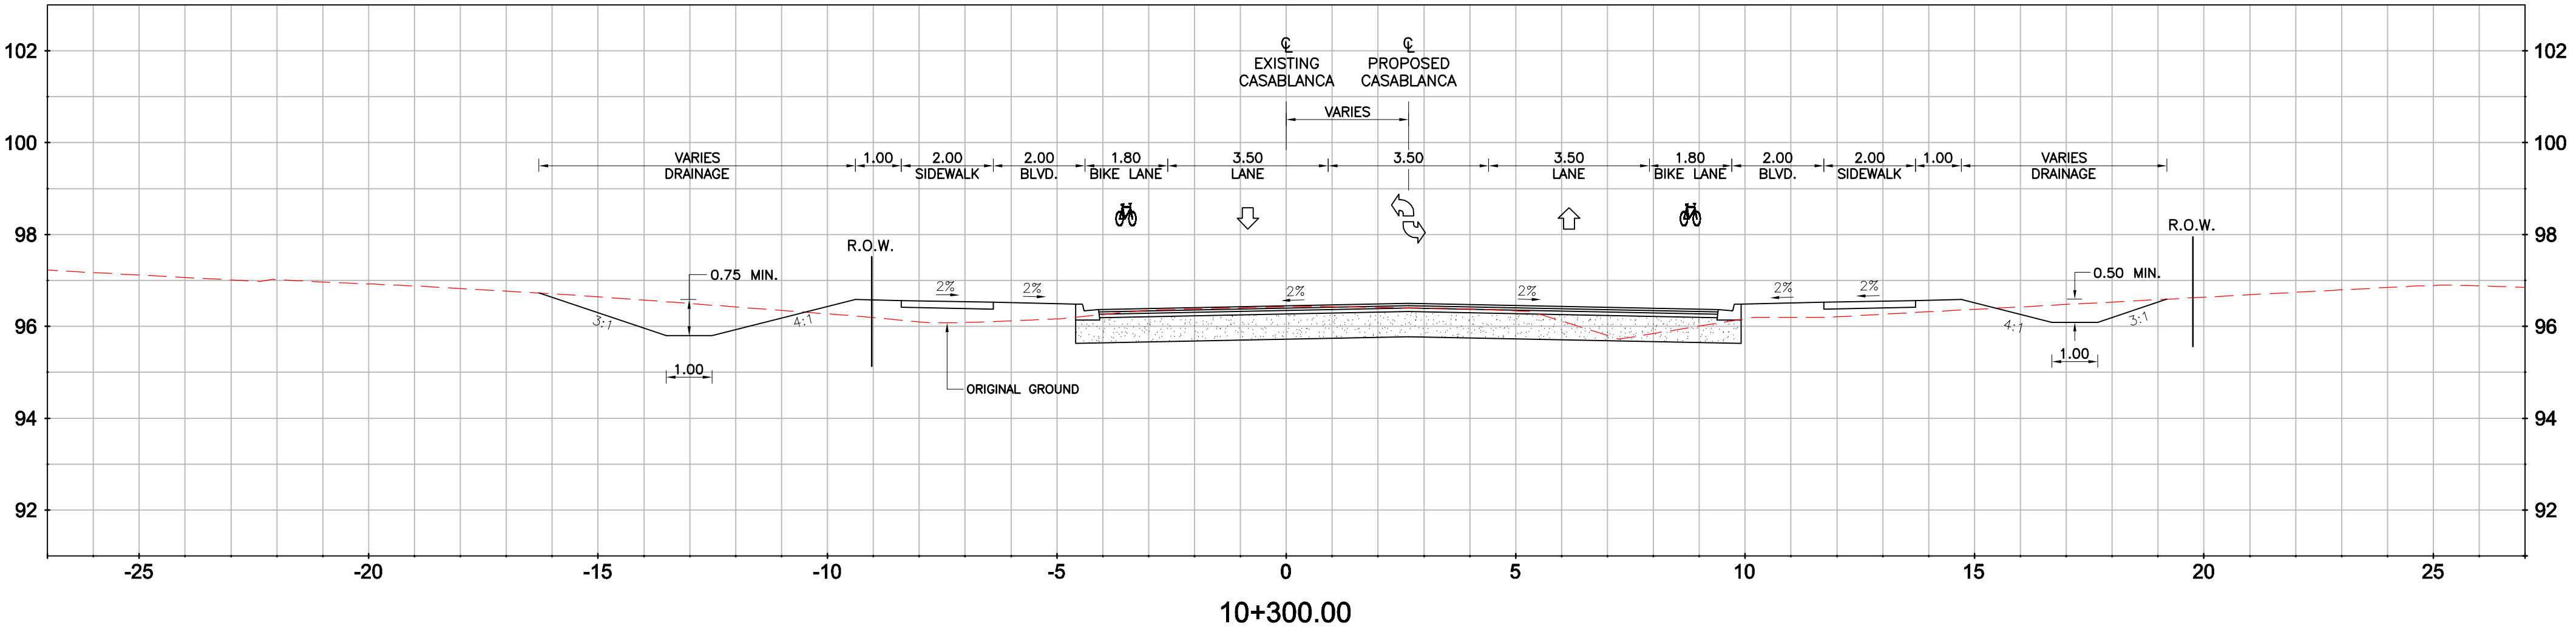 ℄ ℄
EXISTING PROPOSED
CASABLANCA CASABLANCA
VARIES
VARIES 1.00 2.00 2.00 1.80 3.50 3.50 3.50 1.80 2.00 2.00 1.00 VARIES
DRAINAGE SIDEWALK BLVD. BIKE LANE LANE LANE BIKE LANE BLVD. SIDEWALK DRAINAGE
R.O.W. R.O.W.
0.75 MIN. 0.50 MIN.
2% 2% 2% 2% 2% 2%
3:1 4:1 4:1 3:1
1.00 1.00
ORIGINAL GROUND
102 102
100 100
98 98
96 96
94 94
92 92
-25 -20 -15 -10 -5 0 5 10 15 20 25
10+300.00